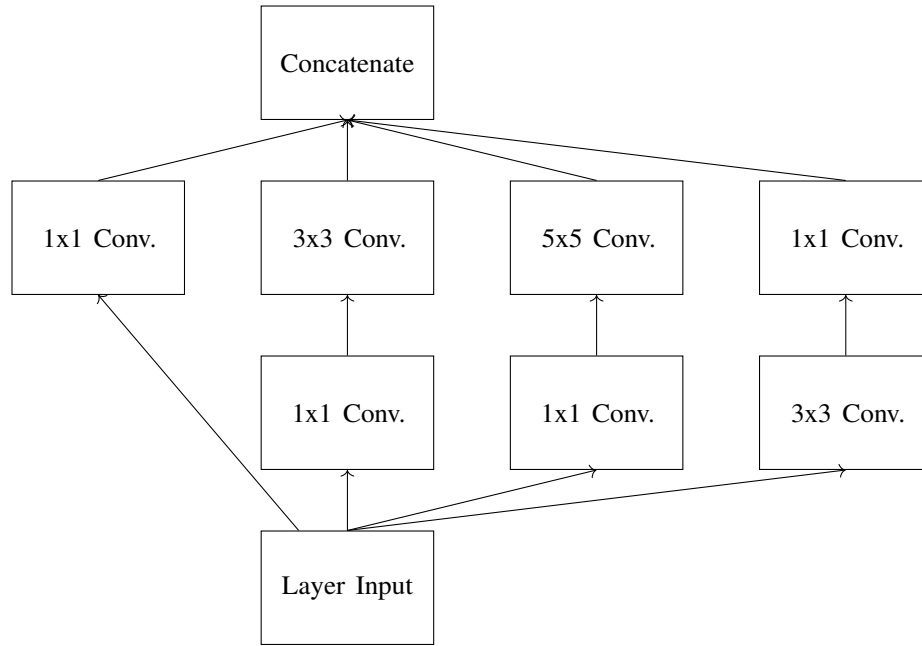 Concatenate
1x1 Conv.
3x3 Conv.
5x5 Conv.
1x1 Conv.
1x1 Conv.
1x1 Conv.
3x3 Conv.
Layer Input